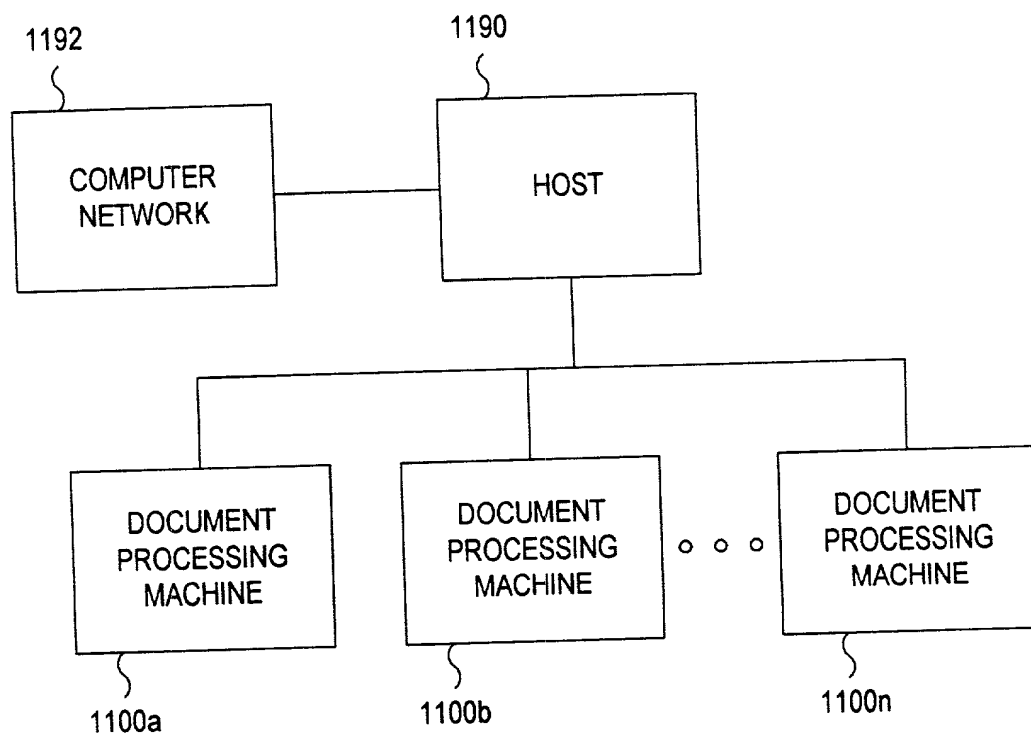 1192
1190
COMPUTER
NETWORK
HOST
DOCUMENT
PROCESSING
MACHINE
DOCUMENT
PROCESSING
MACHINE
DOCUMENT
PROCESSING
MACHINE
1100a
1100b
1100n